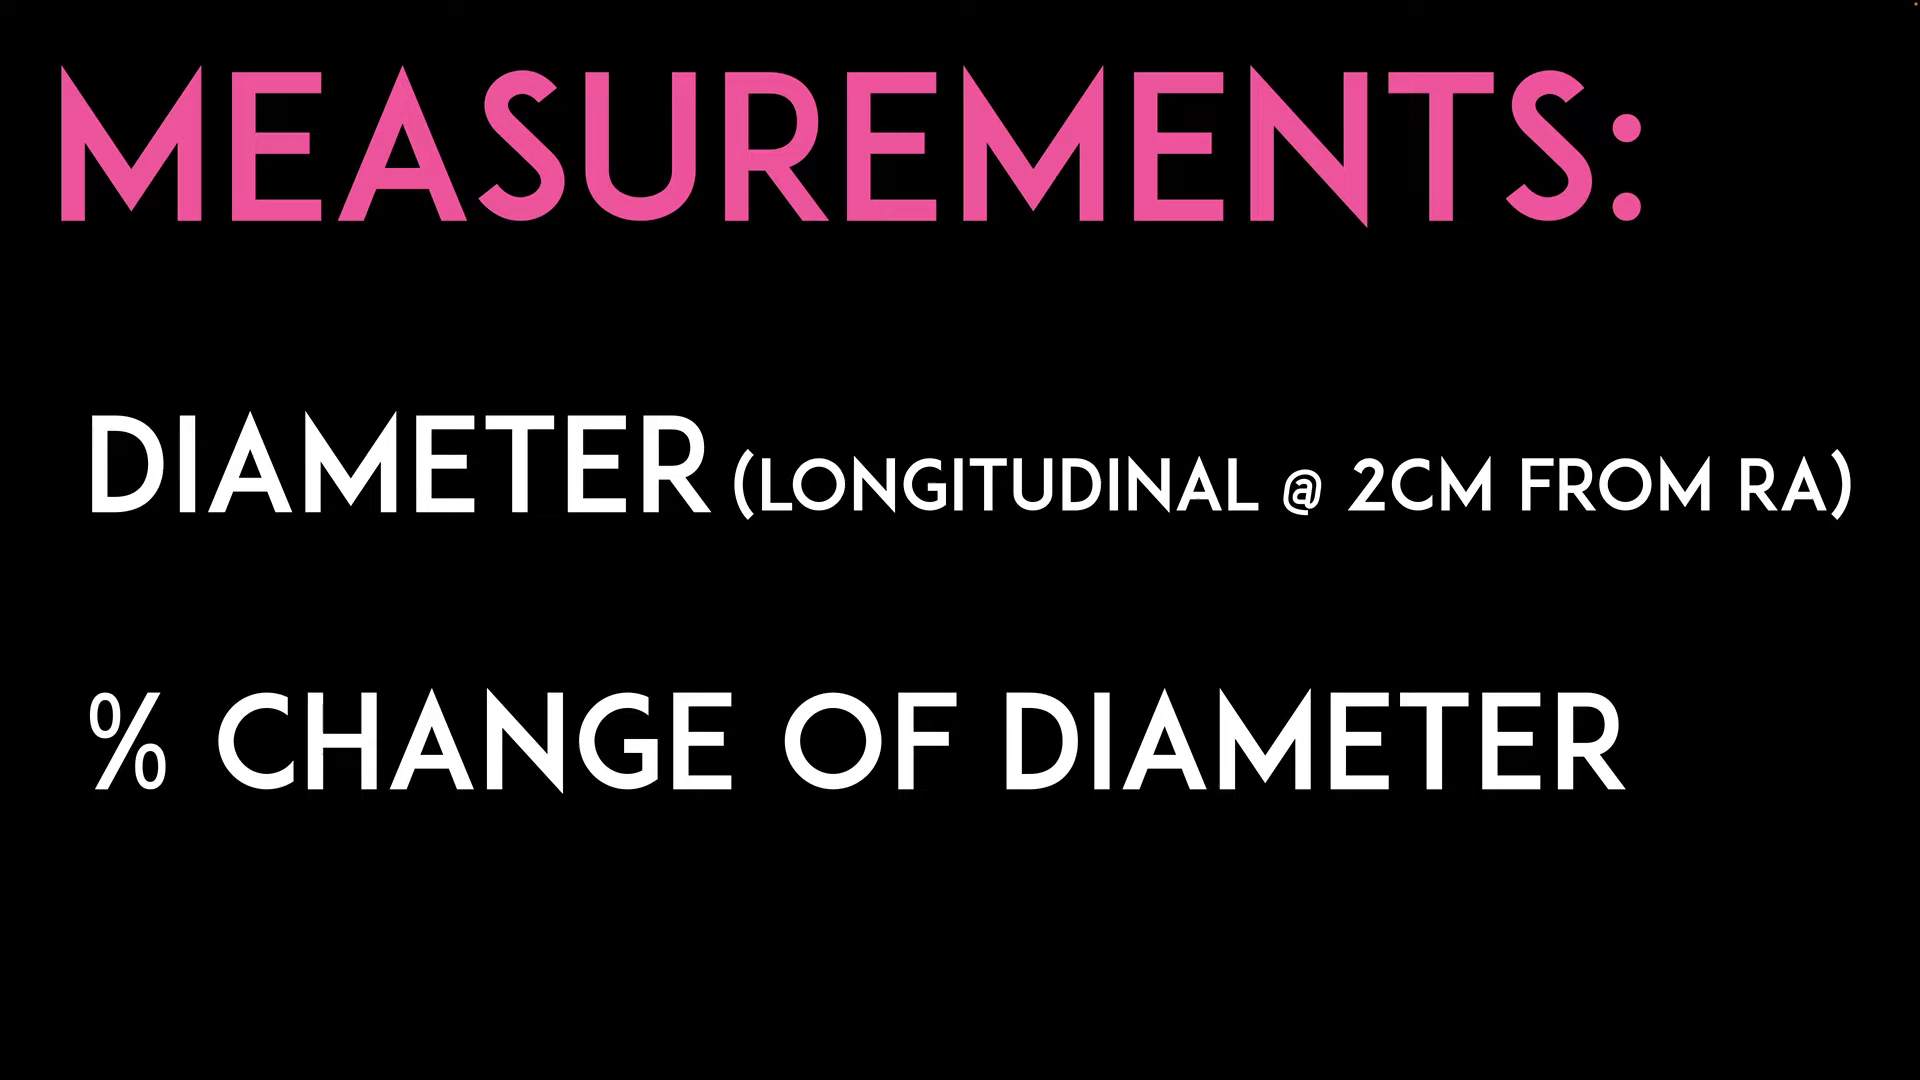 MEASUREMENTS:
DIAMETER (LONGITUDINAL @ 2CM FROM RA)
% CHANGE OF DIAMETER